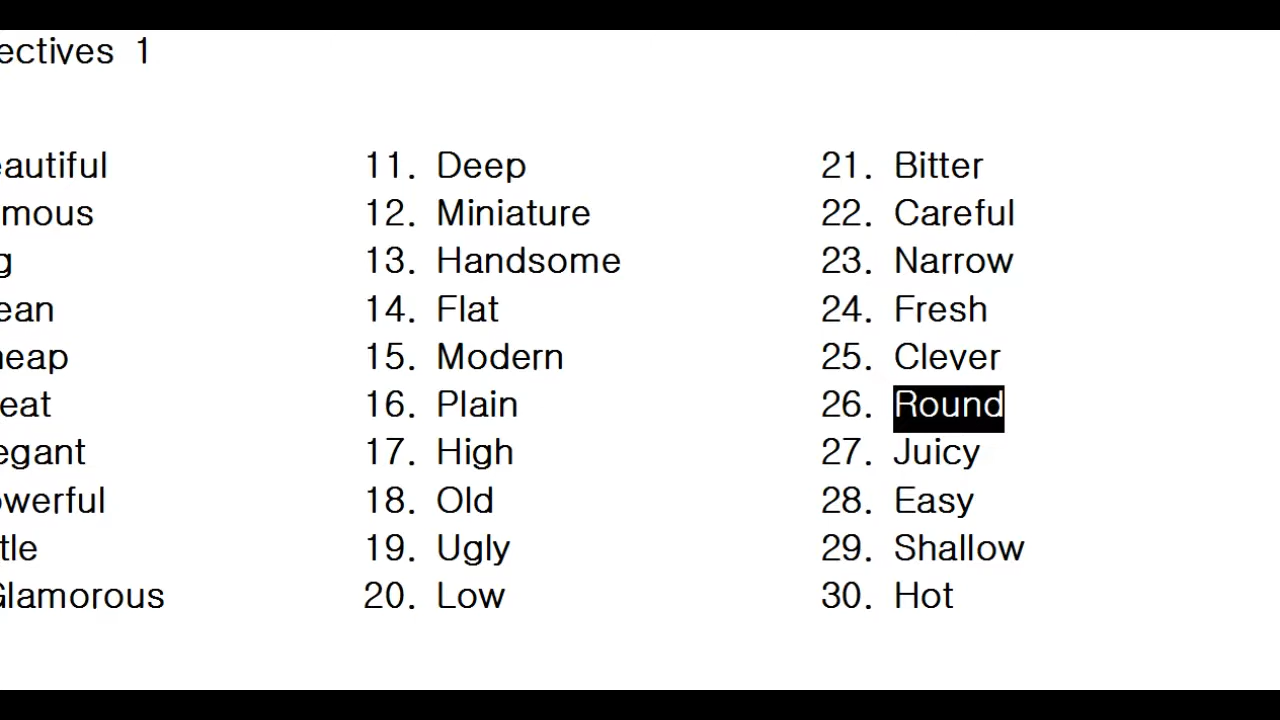 ectives 1
eautiful
mous
g
ean
heap
eat
egant
owerful
tle
Glamorous
11. Deep
12. Miniature
13. Handsome
14. Flat
15. Modern
16. Plain
17. High
18. Old
19. Ugly
20. Low
21. Bitter
22. Careful
23. Narrow
24. Fresh
25. Clever
26. Round
27. Juicy
28. Easy
29. Shallow
30. Hot